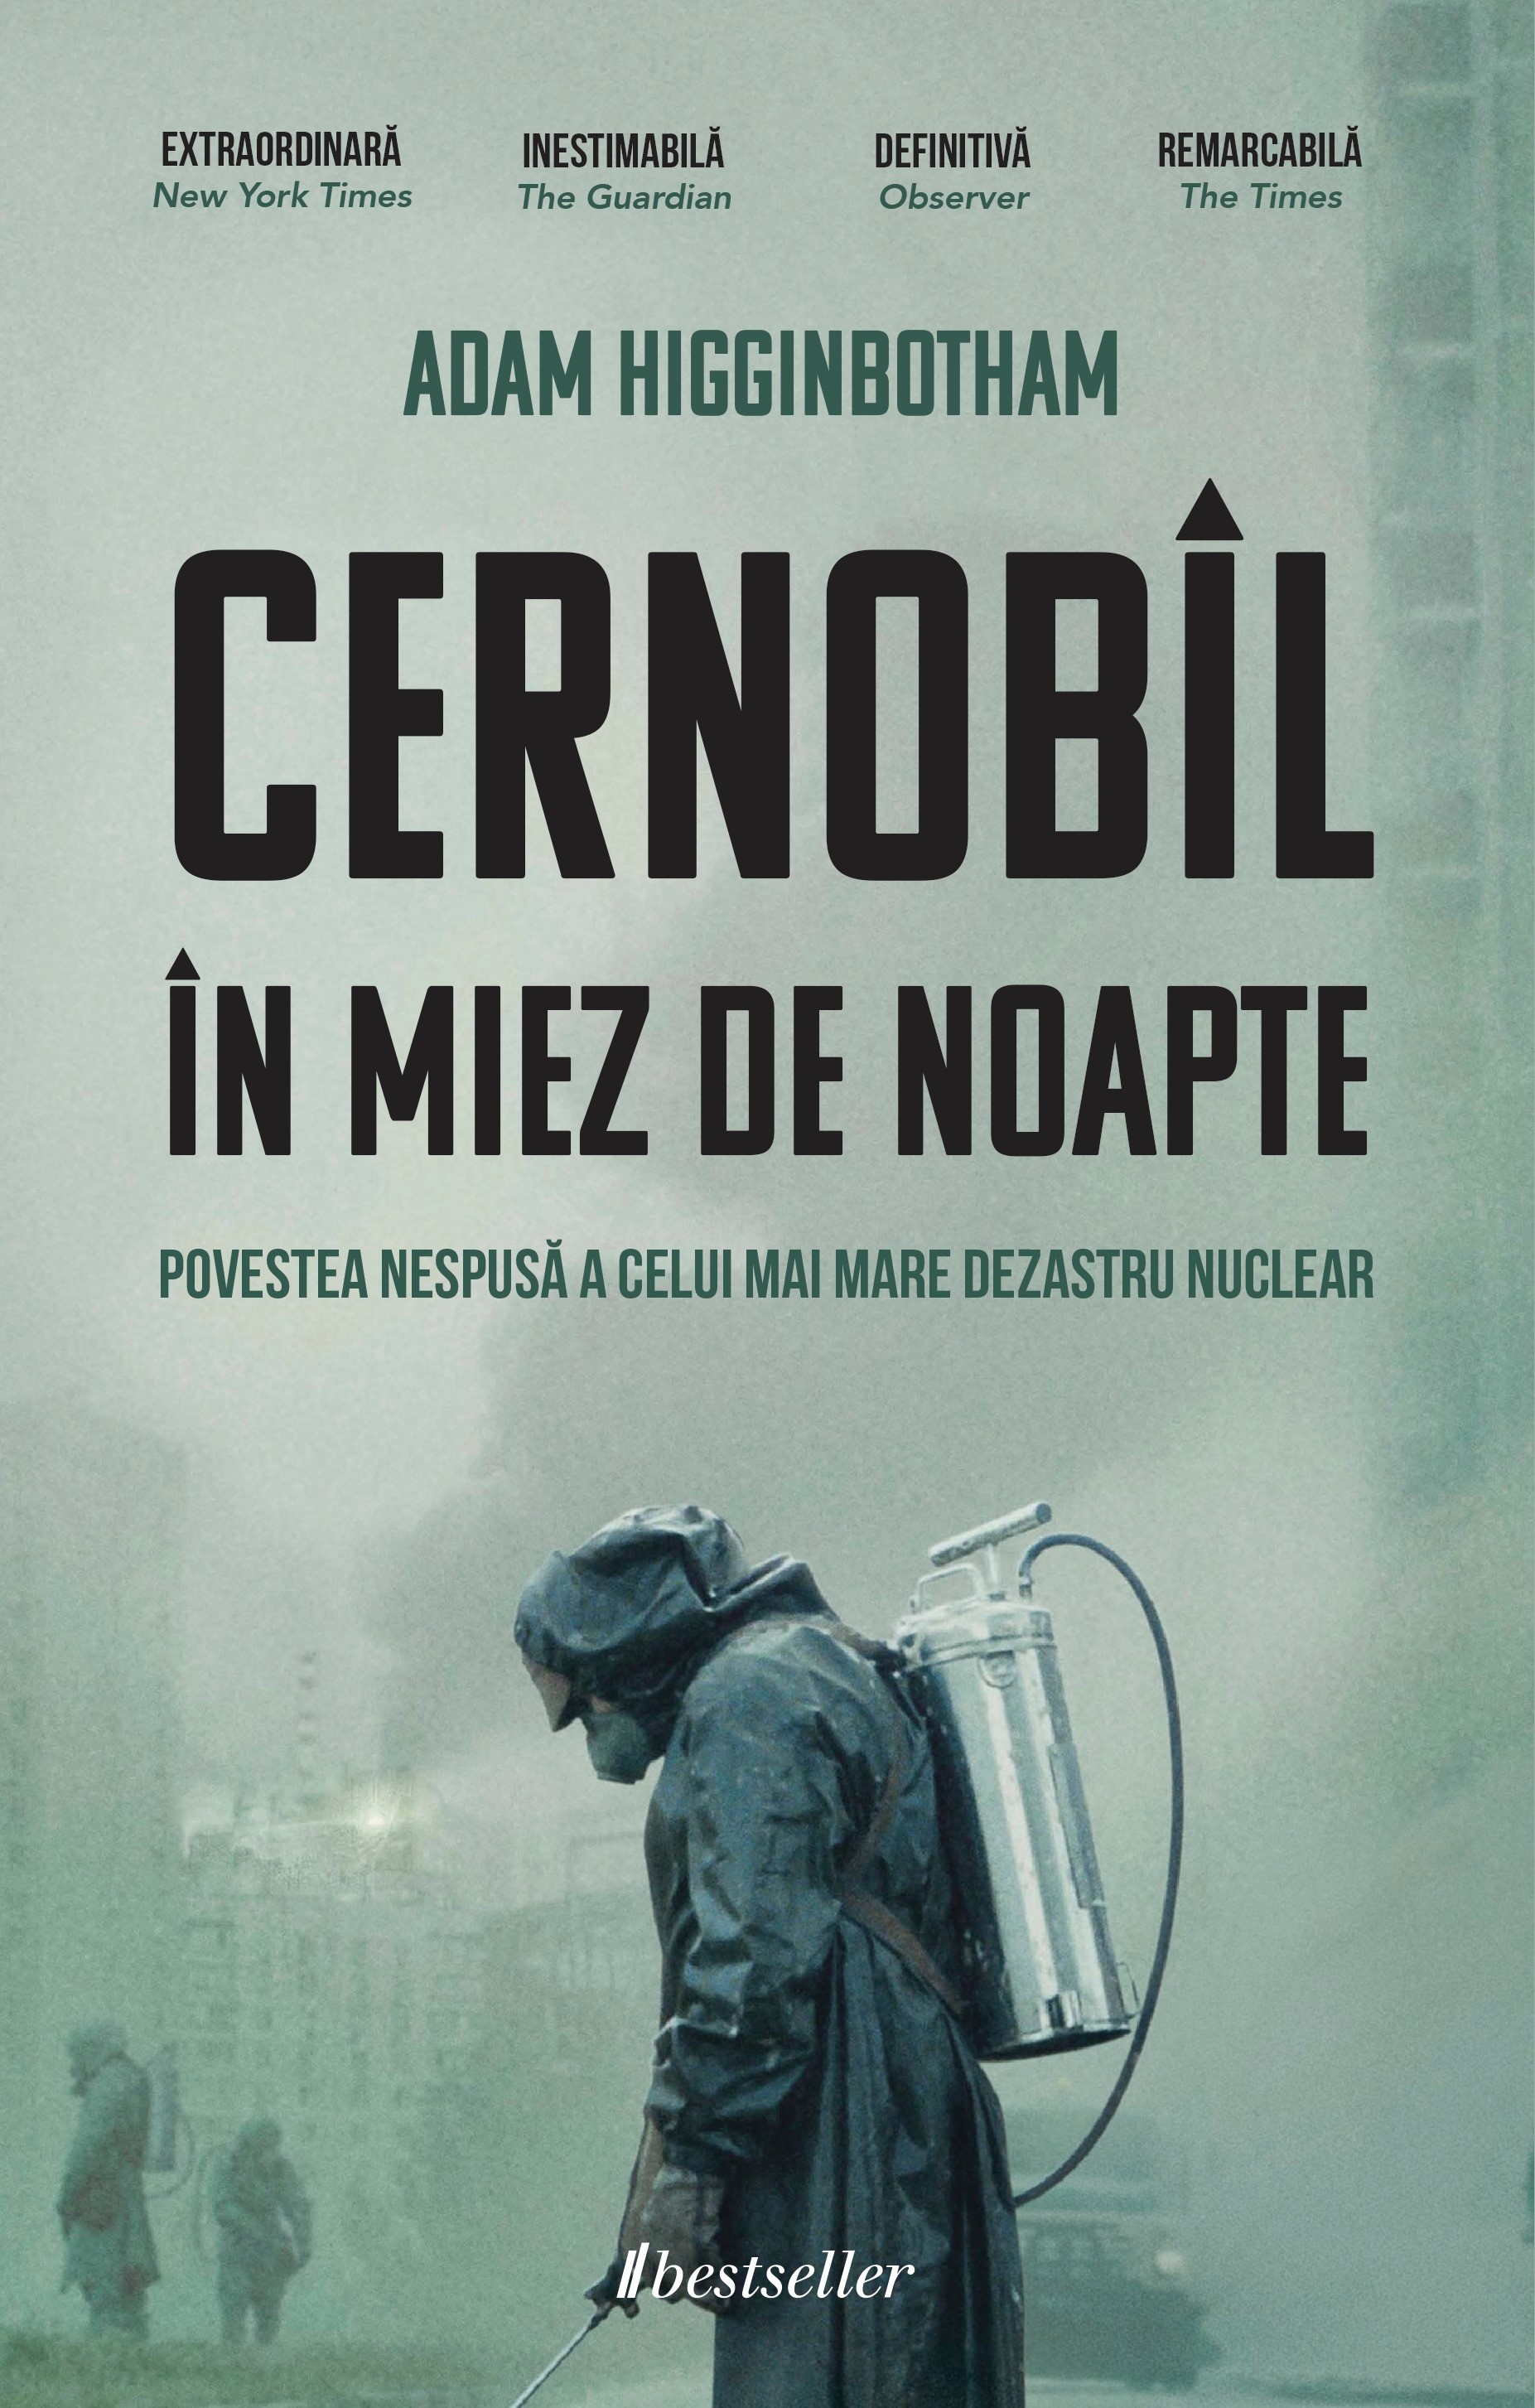 EXTRAORDINARĂ
New York Times
INESTIMABILĂ
The Guardian
DEFINITIVĂ
Observer
REMARCABILĂ
The Times
ADAM HIGGINBOTHAM
CERNOBÎL
ÎN MIEZ DE NOAPTE
POVESTEA NESPUSĂ A CELUI MAI MARE DEZASTRU NUCLEAR
bestseller